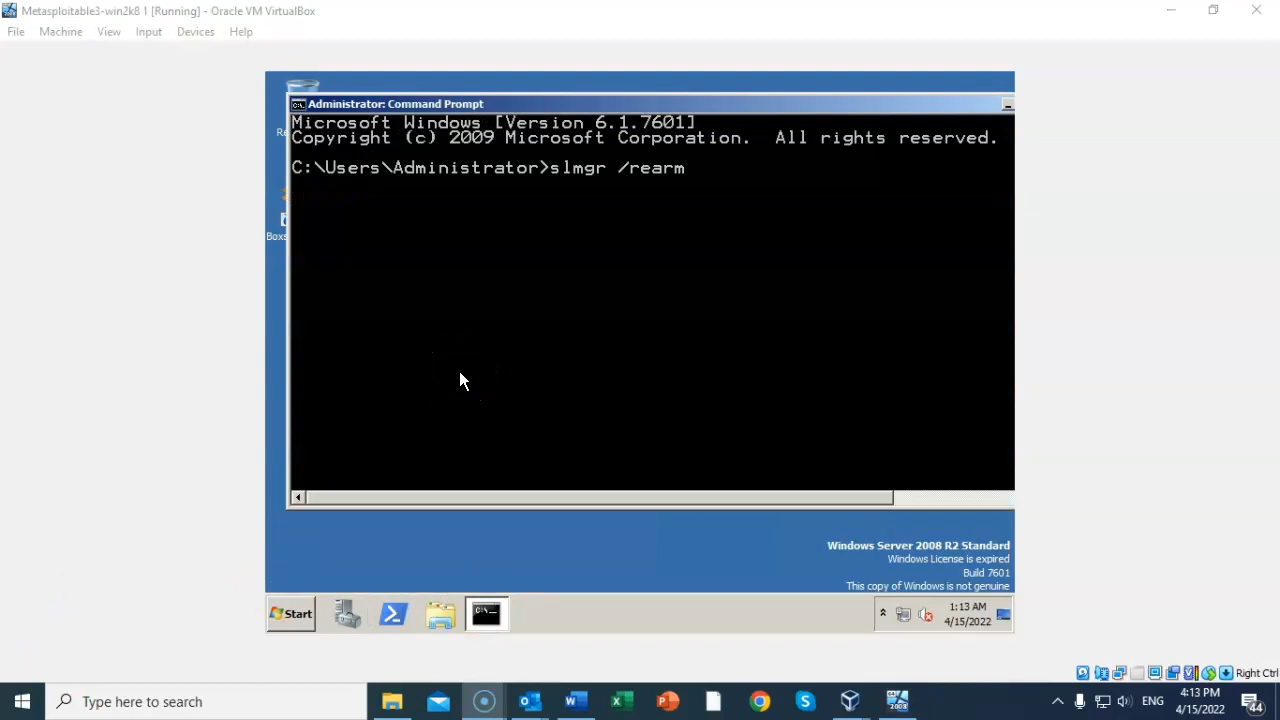 Metasploitable3-win2k8 1 [Running] - Oracle VM VirtualBox
File Machine View Input Devices Help
Administrator: Command Prompt
Microsoft Windows [Version 6.1.7601]
Copyright (c) 2009 Microsoft Corporation. All rights reserved.
C:\Users\Administrator>slmgr /rearm
Windows Server 2008 R2 Standard
Windows License is expired
Build 7601
This copy of Windows is not genuine
Start
1:13 AM
4/15/2022
Right Ctrl
Type here to search
ENG
4:13 PM
4/15/2022
44